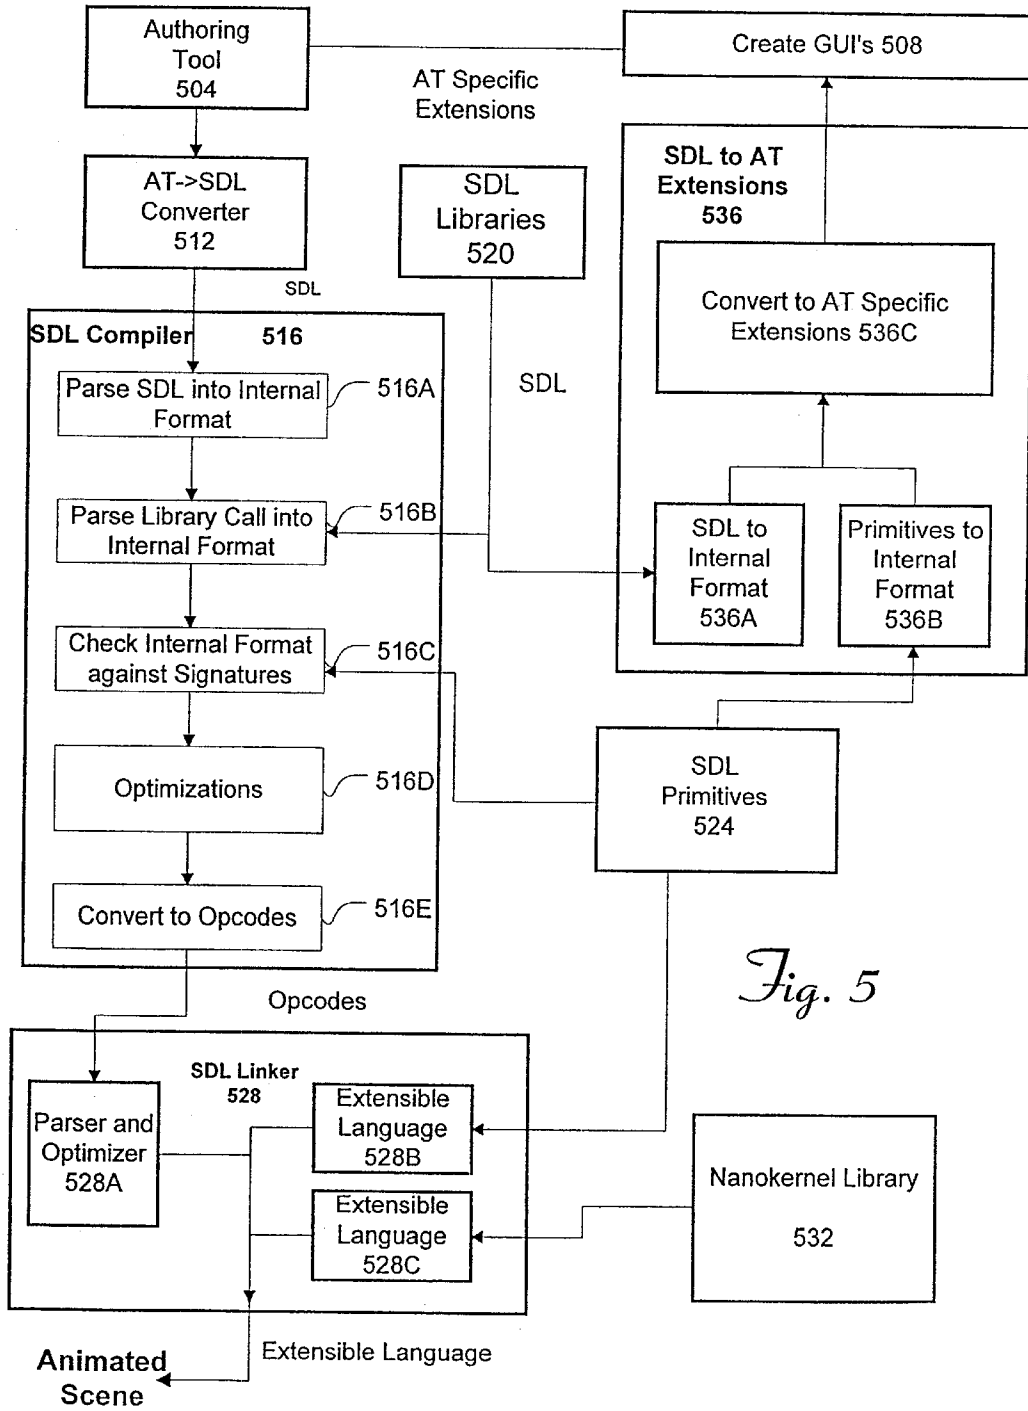 Authoring
Tool
504
Create GUI's 508
AT Specific
Extensions
AT->SDL
Converter
512
SDL
Libraries
520
SDL to AT
Extensions
536
Convert to AT Specific
Extensions 536C
SDL
SDL Compiler 516
Parse SDL into Internal
Format
516A
SDL
Parse Library Call into
Internal Format
516B
SDL to
Internal
Format
536A
Primitives to
Internal
Format
536B
Check Internal Format
against Signatures
516C
Optimizations
516D
SDL
Primitives
524
Convert to Opcodes
516E
Fig. 5
Opcodes
SDL Linker
528
Parser and
Optimizer
528A
Extensible
Language
528B
Extensible
Language
528C
Nanokernel Library
532
Extensible Language
Animated
Scene